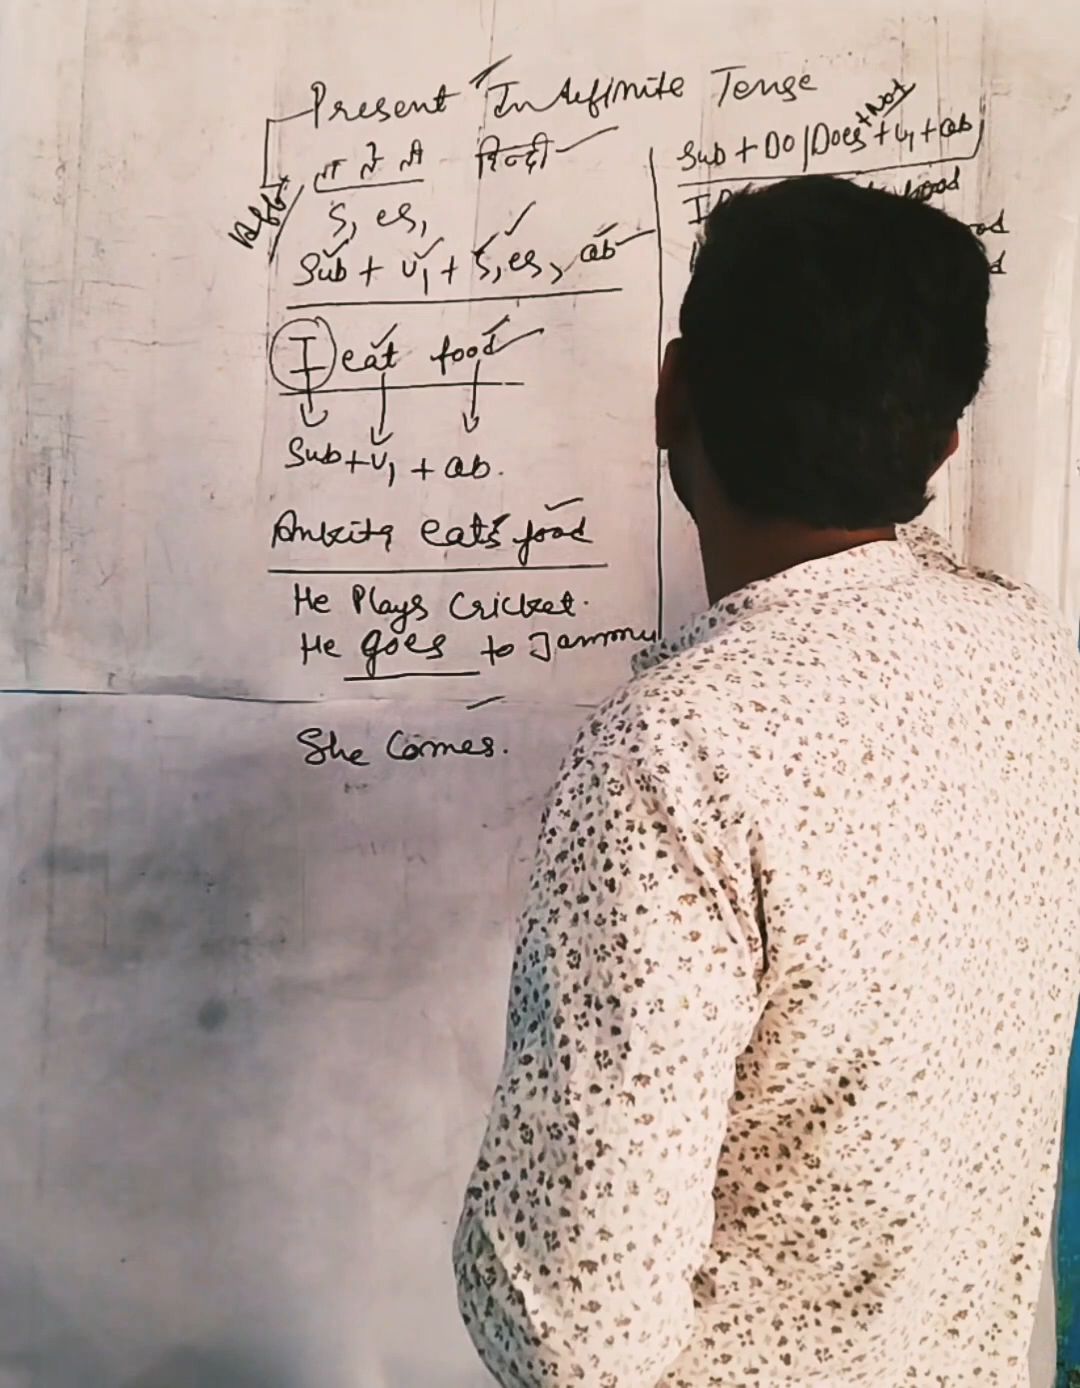 Present Indefinite Tense
ता ते ती हिन्दी
S, es,
Sub + V1 + S, es, ob
I eat food
Sub + V1 + ob.
Ankita eats food
He Plays Cricket.
He goes to Jammu
She Comes.
Sub + Do/Does + Not + V1 + ob
I food